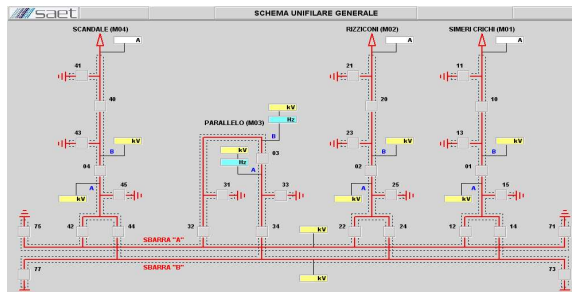 saet
SCHEMA UNIFILARE GENERALE
SCANDALE (M04)
RIZZICONI (M02)
SIMERI CRICHI (M01)
A
A
A
41
21
11
40
20
10
kV
Hz
PARALLELO (M03)
43
kV
B
23
kV
13
kV
B
kV
03
B
B
Hz
A
04
02
01
A
45
31
33
A
25
A
15
kV
kV
kV
75
42
44
32
34
kV
22
24
12
14
71
SBARRA "A"
77
SBARRA "B"
73
kV